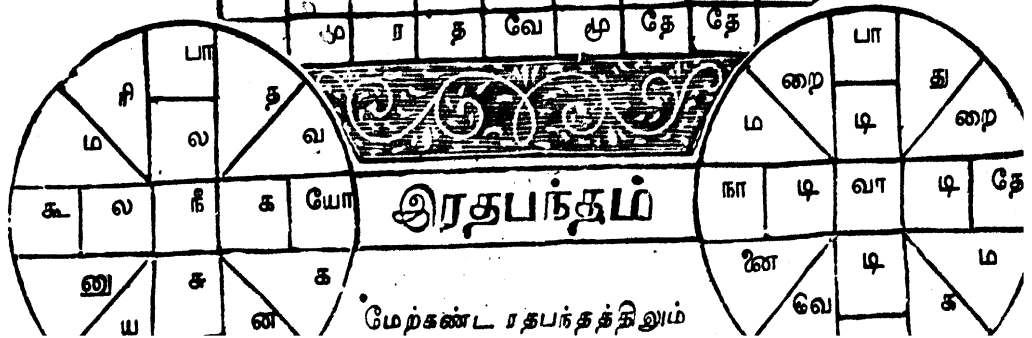 மு ர த வே மூ தே தே
பா
ரி த
ம ல வ
கூ ல நீ க யோ
னு சு க
ய ன
பா
றை து
ம டி றை
நா டி வா டி தே
னை டி ம
வே க
இரதபந்தம்
மேற்கண்ட ரதபந்தத்திலும்